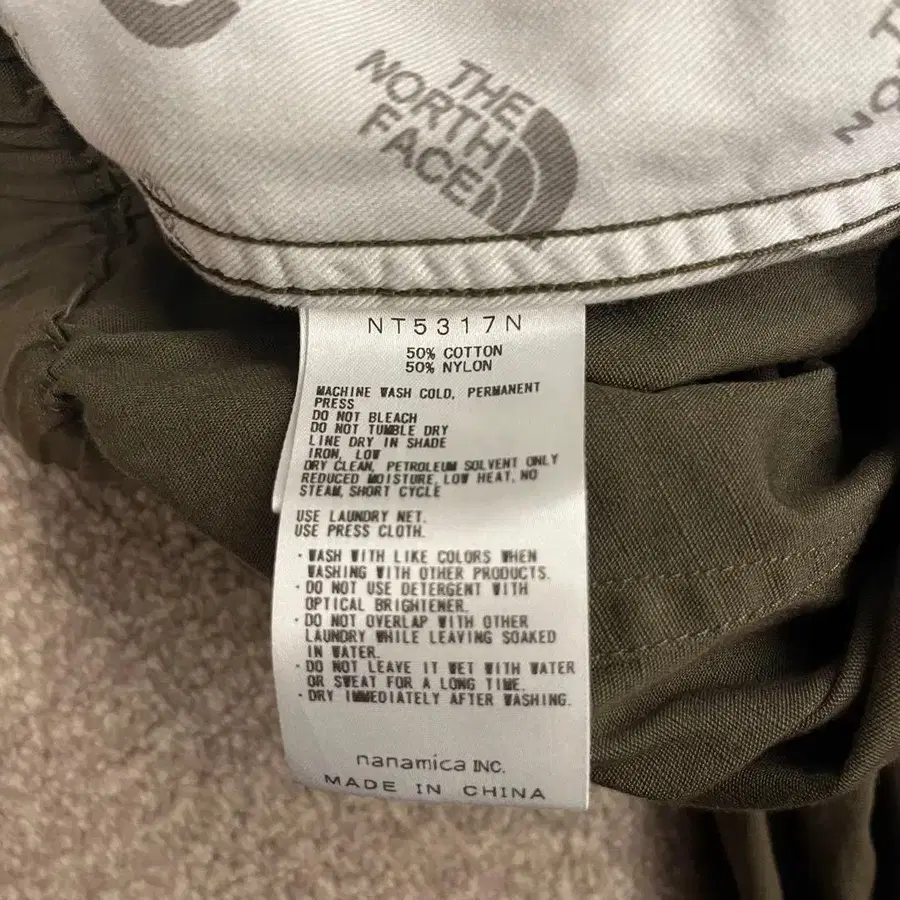 THE
NORTH
FACE
NO
NT5317N
50% COTTON
50% NYLON
MACHINE WASH COLD, PERMANENT
PRESS
DO NOT BLEACH
DO NOT TUMBLE DRY
LINE DRY IN SHADE
IRON, LOW
DRY CLEAN, PETROLEUM SOLVENT ONLY
REDUCED MOISTURE, LOW HEAT, NO
STEAM, SHORT CYCLE
USE LAUNDRY NET.
USE PRESS CLOTH.
・WASH WITH LIKE COLORS WHEN
WASHING WITH OTHER PRODUCTS.
・DO NOT USE DETERGENT WITH
OPTICAL BRIGHTENER.
・DO NOT OVERLAP WITH OTHER
LAUNDRY WHILE LEAVING SOAKED
IN WATER.
・DO NOT LEAVE IT WET WITH WATER
OR SWEAT FOR A LONG TIME.
・DRY IMMEDIATELY AFTER WASHING.
nanamica INC.
MADE IN CHINA